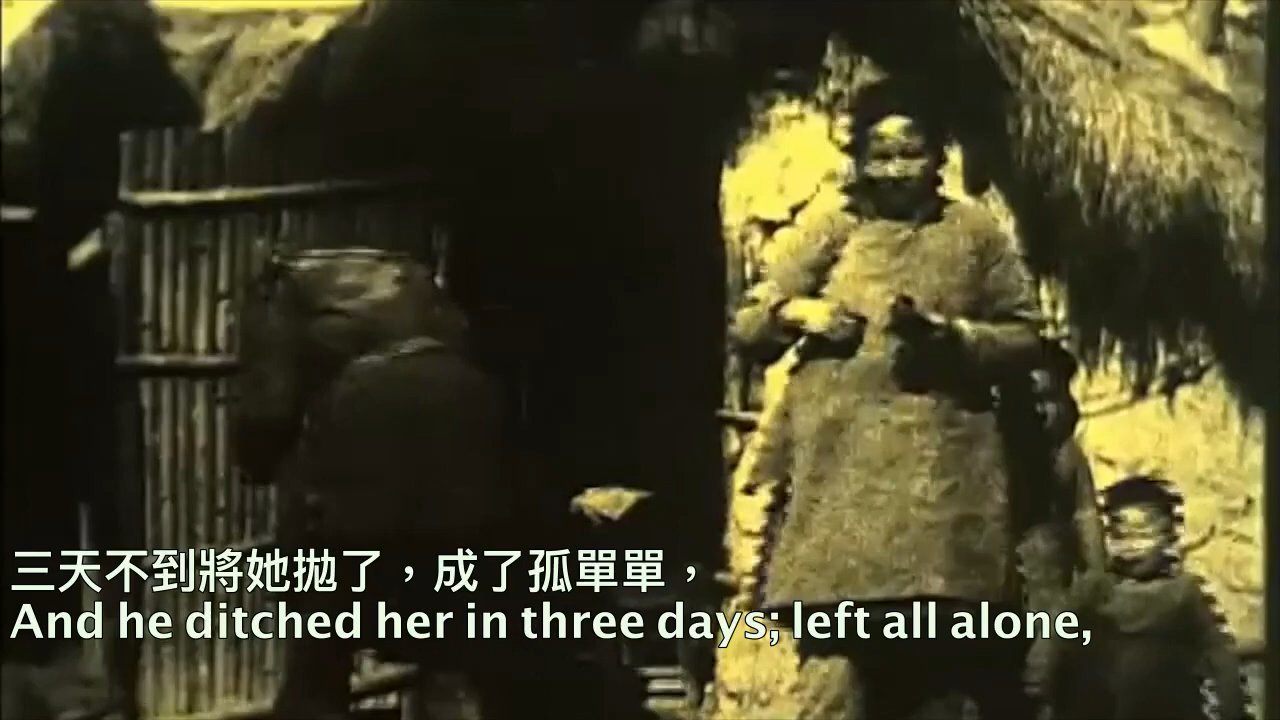 三天不到將她拋了，成了孤單單，
And he ditched her in three days; left all alone,